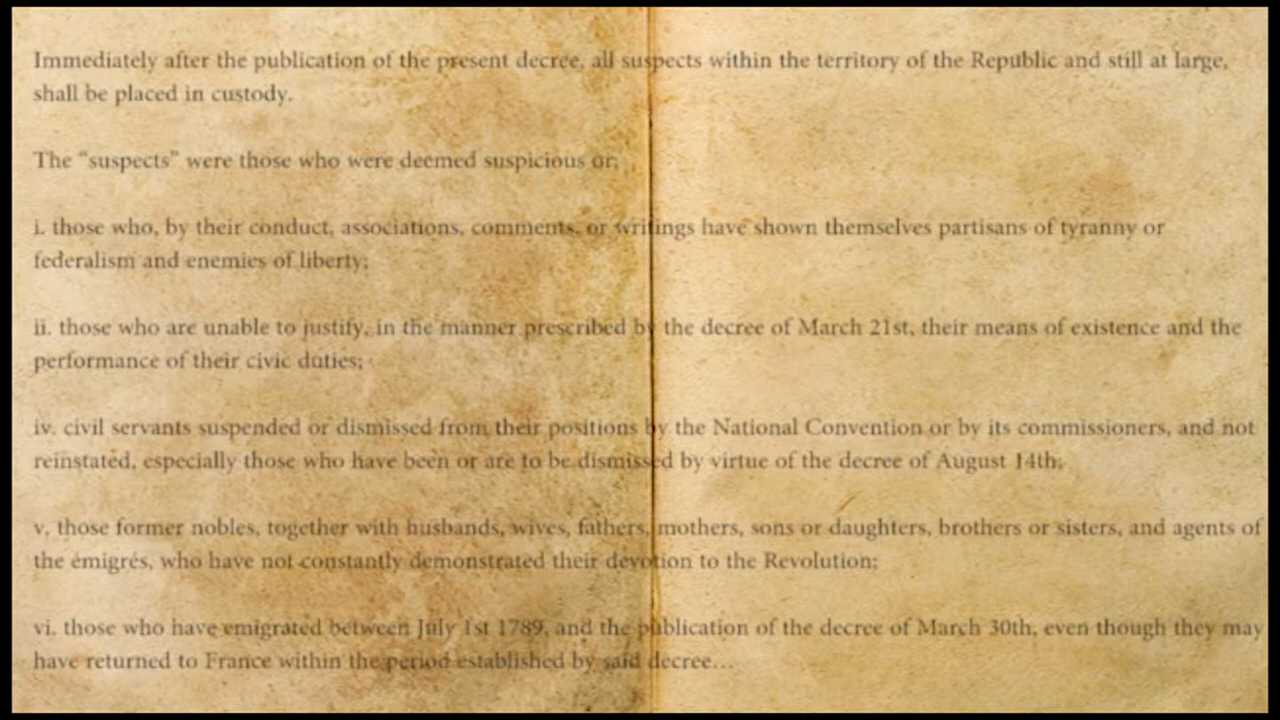 Immediately after the publication of the present decree, all suspects within the territory of the Republic and still at large,
shall be placed in custody.
The “suspects” were those who were deemed suspicious or;
i. those who, by their conduct, associations, comments, or writings have shown themselves partisans of tyranny or
federalism and enemies of liberty;
ii. those who are unable to justify, in the manner prescribed by the decree of March 21st, their means of existence and the
performance of their civic duties;
iv. civil servants suspended or dismissed from their positions by the National Convention or by its commissioners, and not
reinstated, especially those who have been or are to be dismissed by virtue of the decree of August 14th;
v. those former nobles, together with husbands, wives, fathers, mothers, sons or daughters, brothers or sisters, and agents of
the émigrés, who have not constantly demonstrated their devotion to the Revolution;
vi. those who have emigrated between July 1st 1789, and the publication of the decree of March 30th, even though they may
have returned to France within the period established by said decree…